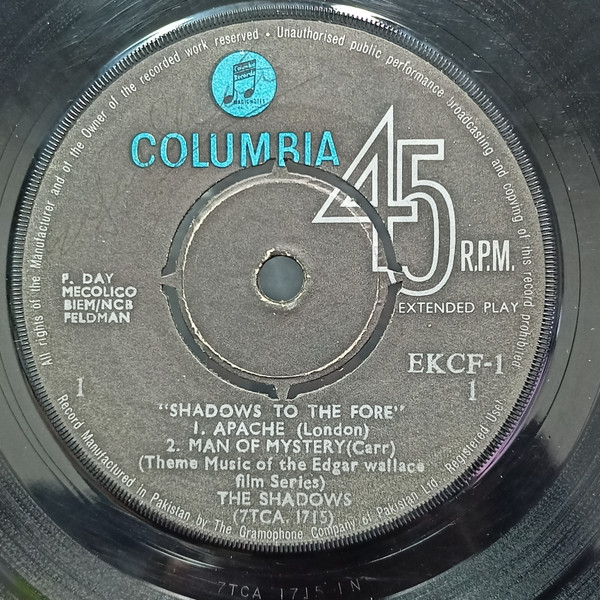 All rights of the Manufacturer and of the Owner of the recorded work reserved • Unauthorised public performance broadcasting and copying of this record prohibited
Columbia
Records
MAGIC NOTES
COLUMBIA
45
R.P.M.
EXTENDED PLAY
F. DAY
MECOLICO
BIEM/NCB
FELDMAN
EKCF-1
1
1
"SHADOWS TO THE FORE"
1. APACHE (London)
2. MAN OF MYSTERY (Carr)
(Theme Music of the Edgar wallace
film Series)
THE SHADOWS
(7TCA. 1715)
Record Manufactured in Pakistan, by The Gramophone Company of Pakistan Ltd. Registered User
7TCA 1715 1N